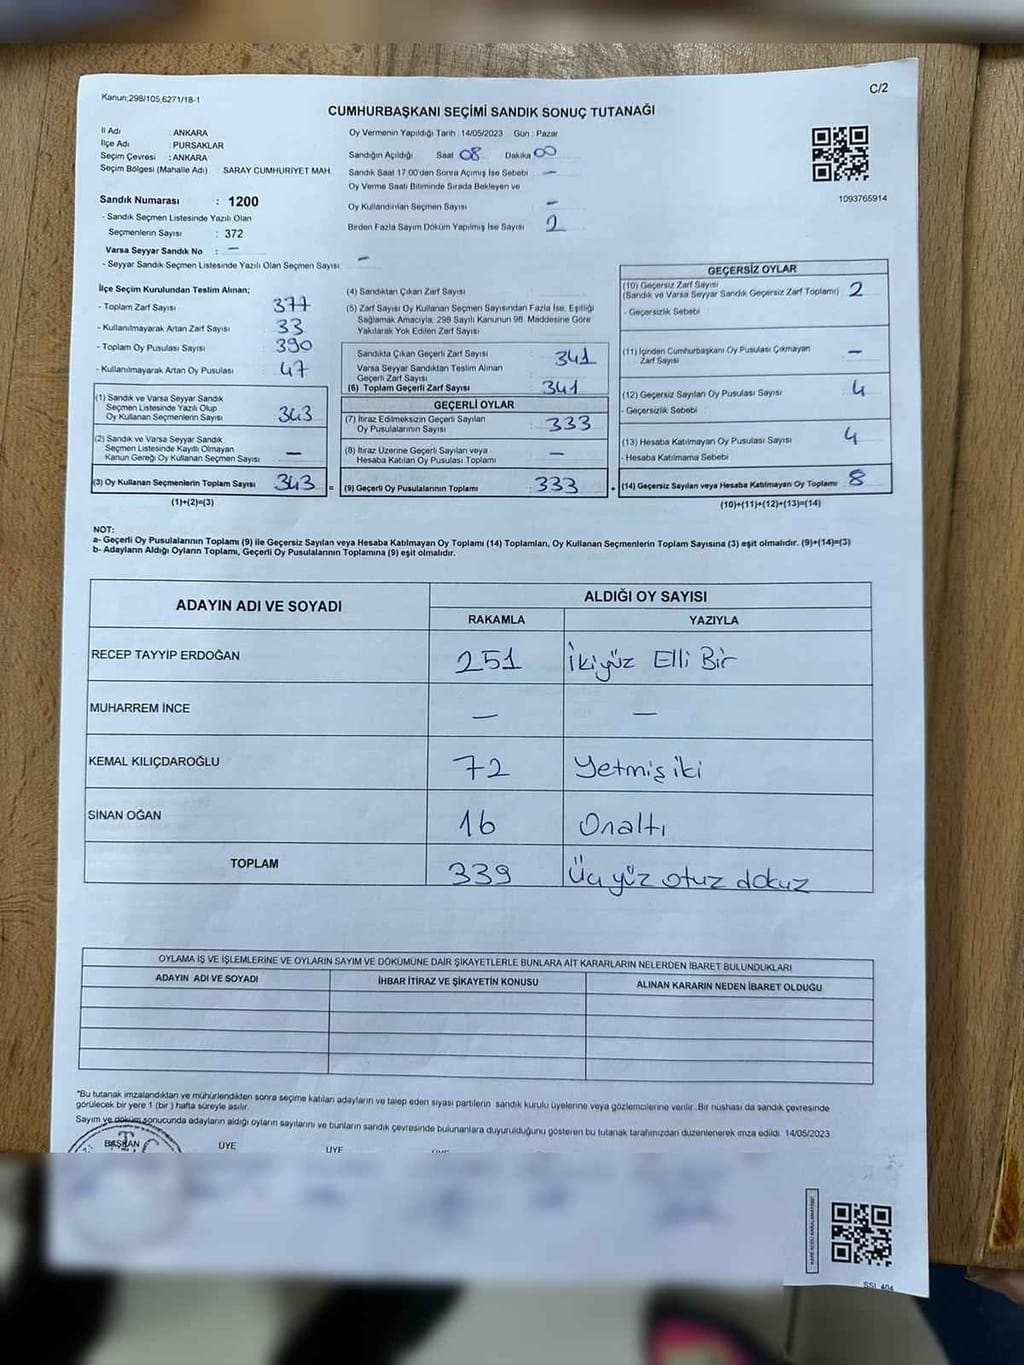 Kanun;298/105,6271/18-1
C/2
CUMHURBAŞKANI SEÇİMİ SANDIK SONUÇ TUTANAĞI
İl Adı : ANKARA
İlçe Adı : PURSAKLAR
Seçim Çevresi : ANKARA
Seçim Bölgesi (Mahalle Adı) SARAY CUMHURİYET MAH.
Sandık Numarası : 1200
- Sandık Seçmen Listesinde Yazılı Olan
Seçmenlerin Sayısı : 372
Varsa Seyyar Sandık No : —
- Seyyar Sandık Seçmen Listesinde Yazılı Olan Seçmen Sayısı —
Oy Vermenin Yapıldığı Tarih :14/05/2023 Gün : Pazar
Sandığın Açıldığı Saat 08 Dakika 00
Sandık Saat 17.00'den Sonra Açımış İse Sebebi —
Oy Verme Saati Bitiminde Sırada Bekleyen ve
Oy Kullandırılan Seçmen Sayısı —
Birden Fazla Sayım Döküm Yapılmış İse Sayısı 2
1093765914
İlçe Seçim Kurulundan Teslim Alınan;
- Toplam Zarf Sayısı 377
- Kullanılmayarak Artan Zarf Sayısı 33
- Toplam Oy Pusulası Sayısı 390
- Kullanılmayarak Artan Oy Pusulası 47
(1) Sandık ve Varsa Seyyar Sandık
Seçmen Listesinde Yazılı Olup
Oy Kullanan Seçmenlerin Sayısı 343
(2) Sandık ve Varsa Seyyar Sandık
Seçmen Listesinde Kayıtlı Olmayan
Kanun Gereği Oy Kullanan Seçmen Sayısı —
(3) Oy Kullanan Seçmenlerin Toplam Sayısı 343
(1)+(2)=(3)
(4) Sandıktan Çıkan Zarf Sayısı
(5) Zarf Sayısı Oy Kullanan Seçmen Sayısından Fazla İse, Eşitliği
Sağlamak Amacıyla; 298 Sayılı Kanunun 98. Maddesine Göre
Yakılarak Yok Edilen Zarf Sayısı
Sandıkta Çıkan Geçerli Zarf Sayısı 341
Varsa Seyyar Sandıktan Teslim Alınan
Geçerli Zarf Sayısı
(6) Toplam Geçerli Zarf Sayısı 341
GEÇERLİ OYLAR
(7) İtiraz Edilmeksizin Geçerli Sayılan
Oy Pusulalarının Sayısı 333
(8) İtiraz Üzerine Geçerli Sayılan veya
Hesaba Katılan Oy Pusulası Toplamı —
= (9) Geçerli Oy Pusulalarının Toplamı 333
GEÇERSİZ OYLAR
(10) Geçersiz Zarf Sayısı
(Sandık ve Varsa Seyyar Sandık Geçersiz Zarf Toplamı) 2
- Geçersizlik Sebebi
(11) İçinden Cumhurbaşkanı Oy Pusulası Çıkmayan
Zarf Sayısı —
(12) Geçersiz Sayılan Oy Pusulası Sayısı 4
- Geçersizlik Sebebi :
(13) Hesaba Katılmayan Oy Pusulası Sayısı 4
- Hesaba Katılmama Sebebi
+ (14) Geçersiz Sayılan veya Hesaba Katılmayan Oy Toplamı 8
(10)+(11)+(12)+(13)=(14)
NOT:
a- Geçerli Oy Pusulalarının Toplamı (9) ile Geçersiz Sayılan veya Hesaba Katılmayan Oy Toplamı (14) Toplamları, Oy Kullanan Seçmenlerin Toplam Sayısına (3) eşit olmalıdır. (9)+(14)=(3)
b- Adayların Aldığı Oyların Toplamı, Geçerli Oy Pusulalarının Toplamına (9) eşit olmalıdır.
ADAYIN ADI VE SOYADI ALDIĞI OY SAYISI
RAKAMLA YAZIYLA
RECEP TAYYİP ERDOĞAN 251 İkiyüz Elli Bir
MUHARREM İNCE — —
KEMAL KILIÇDAROĞLU 72 Yetmiş iki
SİNAN OĞAN 16 Onaltı
TOPLAM 339 Üçyüz otuz dokuz
OYLAMA İŞ VE İŞLEMLERİNE VE OYLARIN SAYIM VE DÖKÜMÜNE DAİR ŞİKAYETLERLE BUNLARA AİT KARARLARIN NELERDEN İBARET BULUNDUKLARI
ADAYIN ADI VE SOYADI İHBAR İTİRAZ VE ŞİKAYETİN KONUSU ALINAN KARARIN NEDEN İBARET OLDUĞU
*Bu tutanak imzalandıktan ve mühürlendikten sonra seçime katılan adayların ve talep eden siyasi partilerin sandık kurulu üyelerine veya gözlemcilerine verilir. Bir nüshası da sandık çevresinde
görülecek bir yere 1 (bir ) hafta süreyle asılır.
Sayım ve döküm sonucunda adayların aldığı oyların sayılarını ve bunların sandık çevresinde bulunanlara duyurulduğunu gösteren bu tutanak tarafımızdan düzenlenerek imza edildi. 14/05/2023
BAŞKAN ÜYE ÜYE
SSL 404